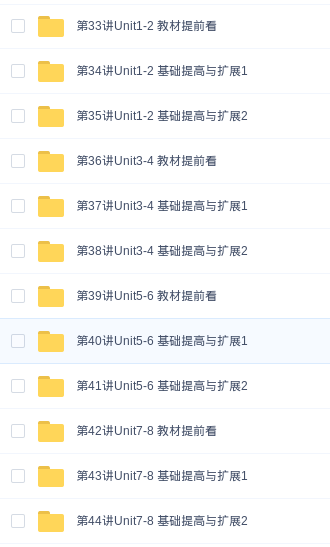 第33讲Unit1-2 教材提前看
第34讲Unit1-2 基础提高与扩展1
第35讲Unit1-2 基础提高与扩展2
第36讲Unit3-4 教材提前看
第37讲Unit3-4 基础提高与扩展1
第38讲Unit3-4 基础提高与扩展2
第39讲Unit5-6 教材提前看
第40讲Unit5-6 基础提高与扩展1
第41讲Unit5-6 基础提高与扩展2
第42讲Unit7-8 教材提前看
第43讲Unit7-8 基础提高与扩展1
第44讲Unit7-8 基础提高与扩展2